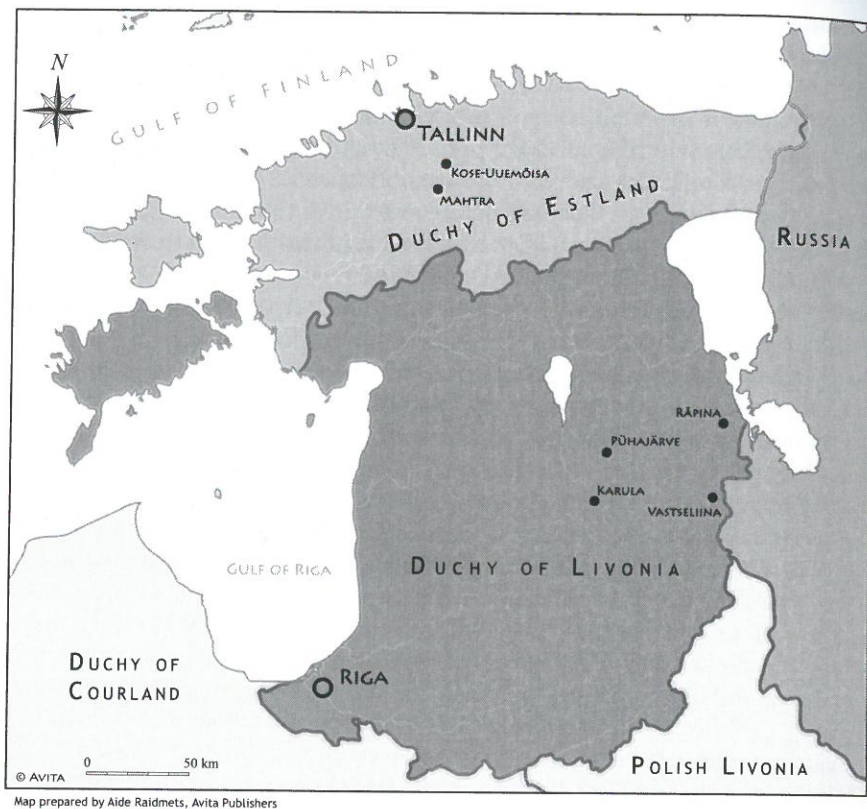 N
GULF OF FINLAND
TALLINN
KOSE-UUEMÕISA
MAHTRA
DUCHY OF ESTLAND
RUSSIA
RÄPINA
PÜHAJÄRVE
KARULA
VASTSELIINA
GULF OF RIGA
DUCHY OF LIVONIA
DUCHY OF
COURLAND
RIGA
0 50 km
POLISH LIVONIA
© AVITA
Map prepared by Aide Raidmets, Avita Publishers